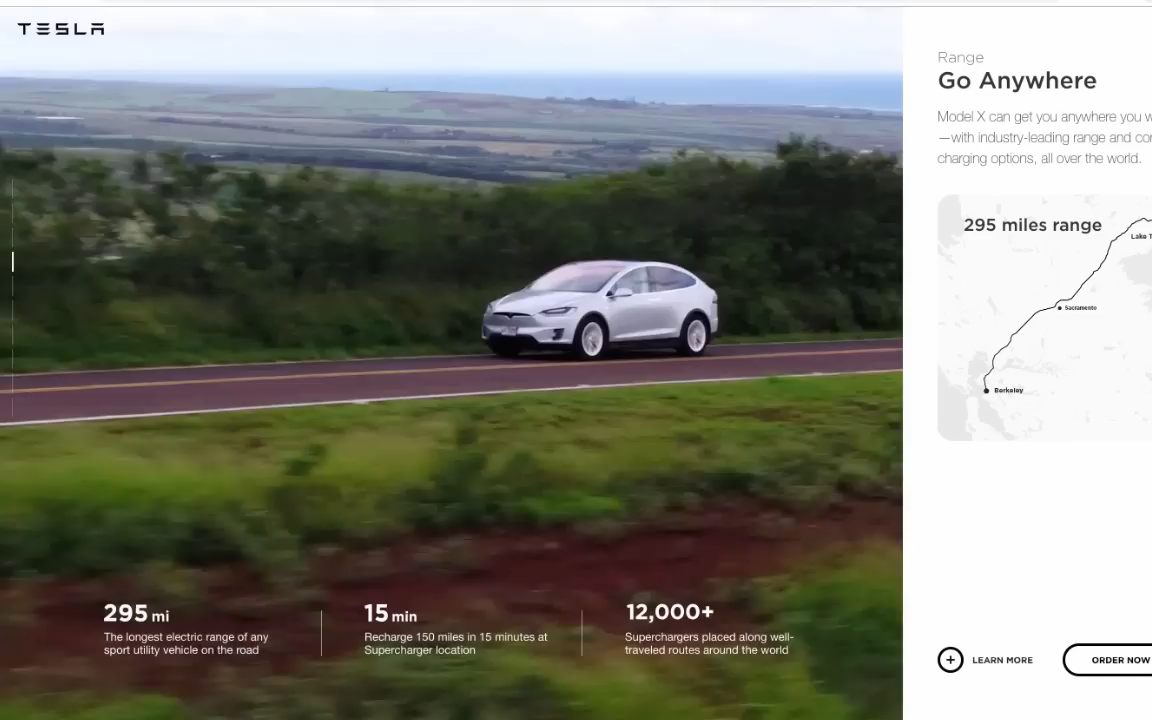 TESLA
Range
Go Anywhere
Model X can get you anywhere you
—with industry-leading range and
charging options, all over the world.
295 miles range
Lake
Sacramento
Berkeley
295 mi
The longest electric range of any
sport utility vehicle on the road
15 min
Recharge 150 miles in 15 minutes at
Supercharger location
12,000+
Superchargers placed along well-
traveled routes around the world
+ LEARN MORE
ORDER NOW